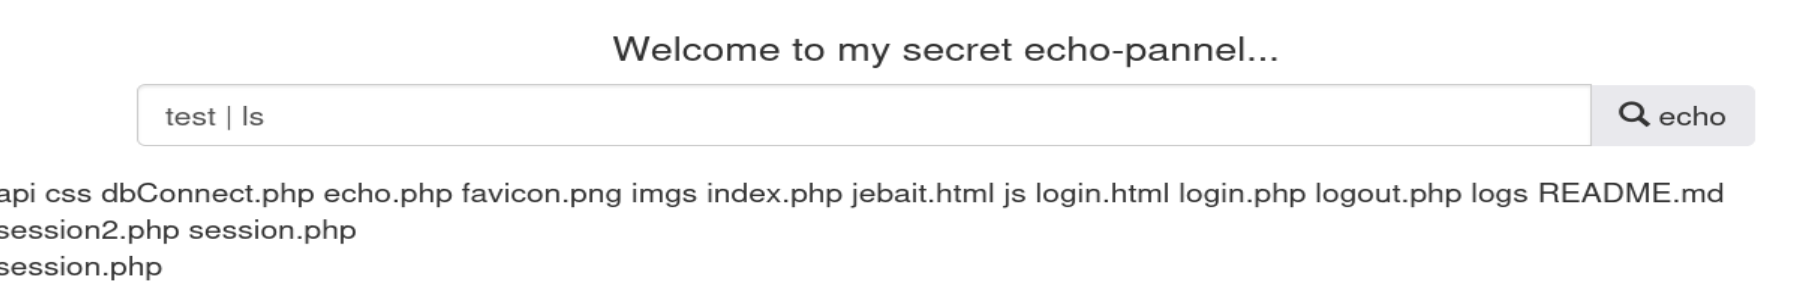 Welcome to my secret echo-pannel...
test | ls
echo
api css dbConnect.php echo.php favicon.png imgs index.php jebait.html js login.html login.php logout.php logs README.md
session2.php session.php
session.php